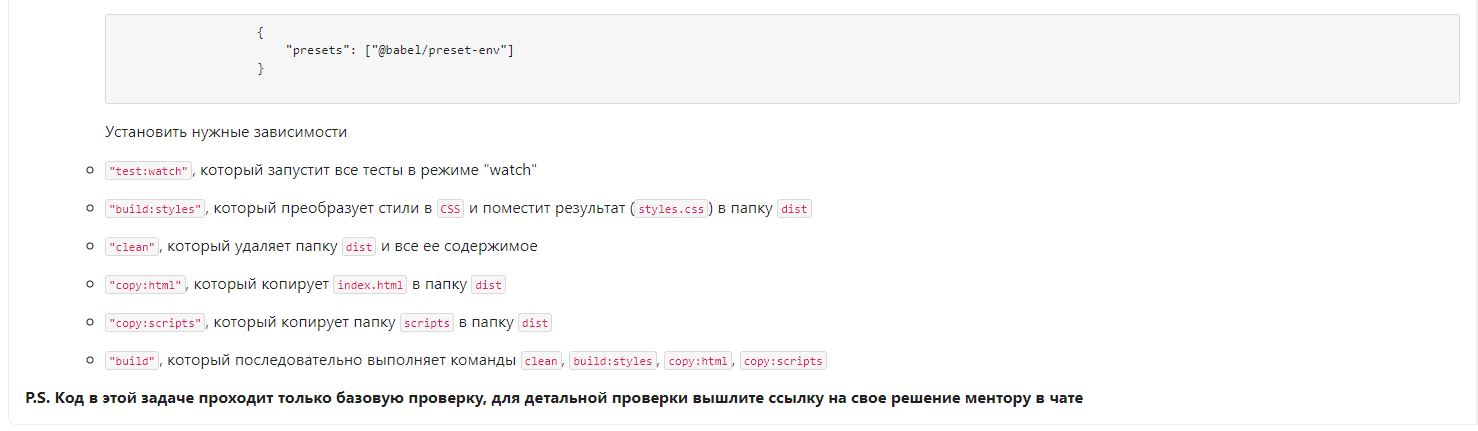 {
"presets": ["@babel/preset-env"]
}
Установить нужные зависимости
"test:watch", который запустит все тесты в режиме "watch"
"build:styles", который преобразует стили в CSS и поместит результат (styles.css) в папку dist
"clean", который удаляет папку dist и все ее содержимое
"copy:html", который копирует index.html в папку dist
"copy:scripts", который копирует папку scripts в папку dist
"build", который последовательно выполняет команды clean, build:styles, copy:html, copy:scripts
P.S. Код в этой задаче проходит только базовую проверку, для детальной проверки вышлите ссылку на свое решение ментору в чате